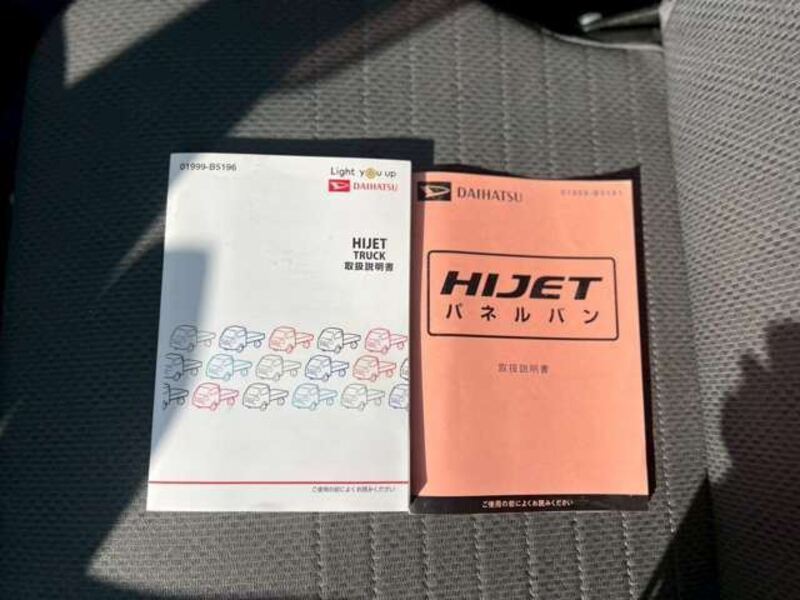 01999-B5196
Light you up
DAIHATSU
HIJET
TRUCK
取扱説明書
ご使用の前によくお読みください
DAIHATSU
HIJET
パネルバン
取扱説明書
ご使用の前によくお読みください